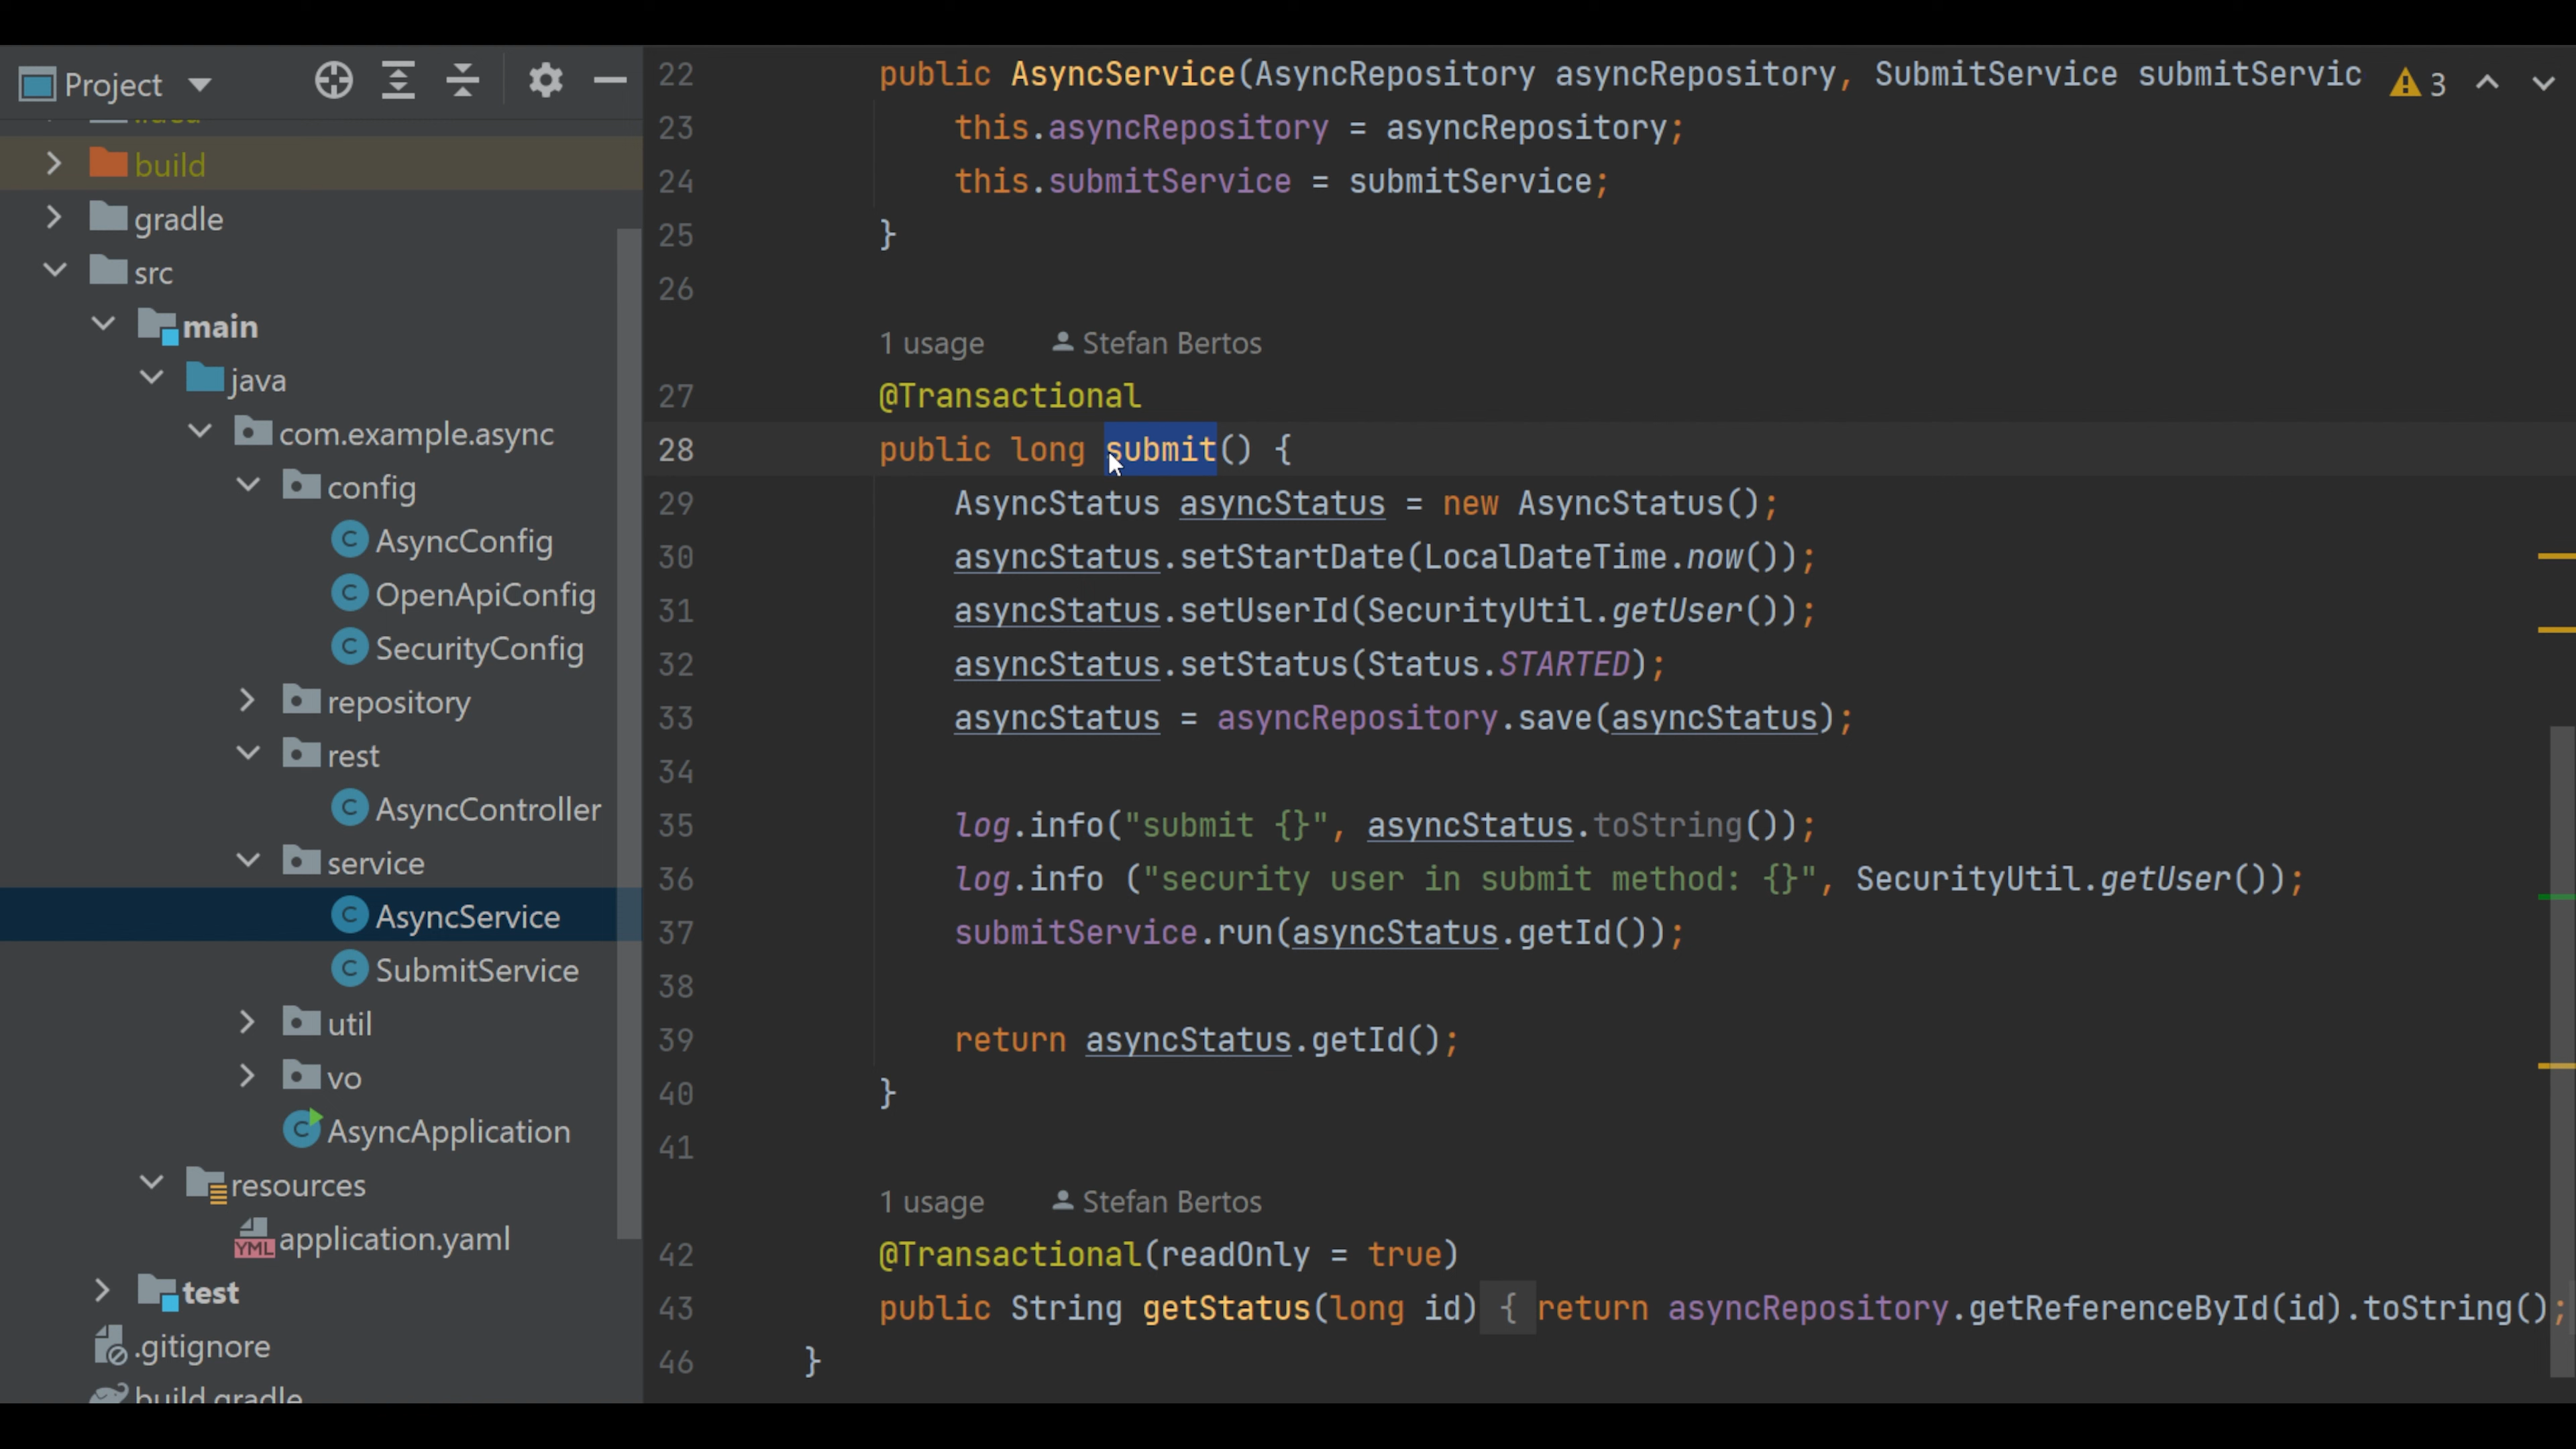 Project
build
gradle
src
main
java
com.example.async
config
AsyncConfig
OpenApiConfig
SecurityConfig
repository
rest
AsyncController
service
AsyncService
SubmitService
util
vo
AsyncApplication
resources
application.yaml
test
.gitignore
build.gradle
3
22 public AsyncService(AsyncRepository asyncRepository, SubmitService submitServic
23 this.asyncRepository = asyncRepository;
24 this.submitService = submitService;
25 }
26
1 usage Stefan Bertos
27 @Transactional
28 public long submit() {
29 AsyncStatus asyncStatus = new AsyncStatus();
30 asyncStatus.setStartDate(LocalDateTime.now());
31 asyncStatus.setUserId(SecurityUtil.getUser());
32 asyncStatus.setStatus(Status.STARTED);
33 asyncStatus = asyncRepository.save(asyncStatus);
34
35 log.info("submit {}", asyncStatus.toString());
36 log.info ("security user in submit method: {}", SecurityUtil.getUser());
37 submitService.run(asyncStatus.getId());
38
39 return asyncStatus.getId();
40 }
41
1 usage Stefan Bertos
42 @Transactional(readOnly = true)
43 public String getStatus(long id) { return asyncRepository.getReferenceById(id).toString();
46 }